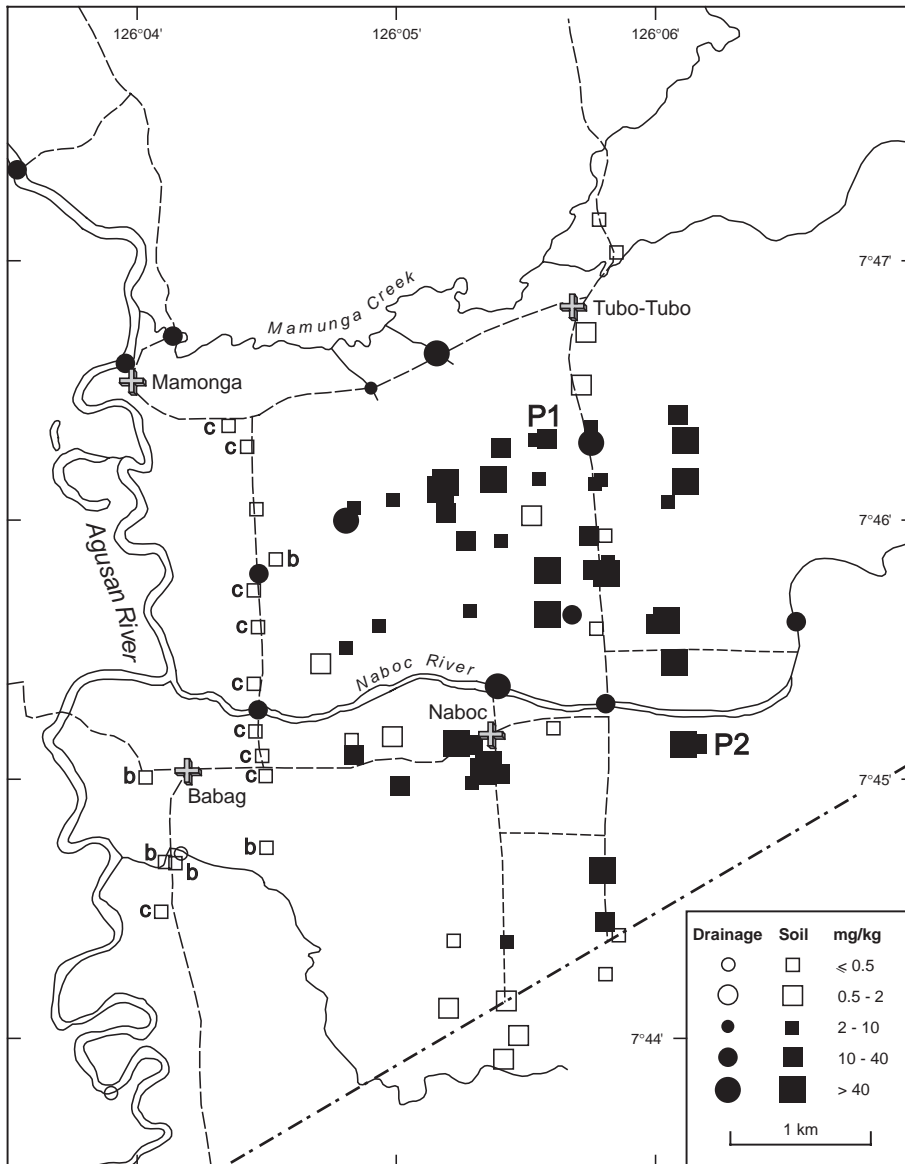 126°04' 126°05' 126°06'
7°47'
Mamunga Creek
Tubo-Tubo
Mamonga
P1
c
c
7°46'
Agusan River
b
c
c
Naboc River
c
Naboc
c
P2
c
b
c
7°45'
Babag
b
b
b
c
Drainage Soil mg/kg
⩽ 0.5
0.5 - 2
2 - 10
10 - 40
> 40
7°44'
1 km